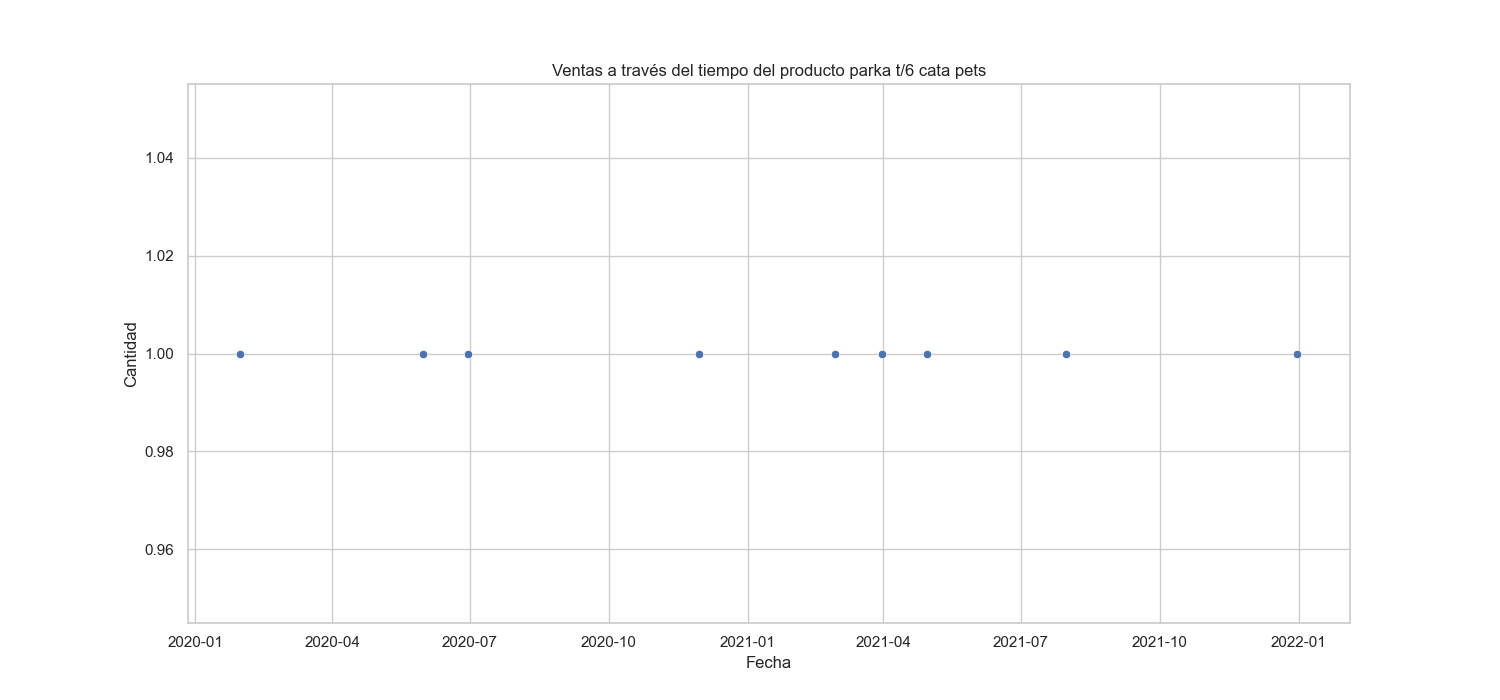 Ventas a través del tiempo del producto parka t/6 cata pets
1.04
1.02
1.00
0.98
0.96
Cantidad
2020-01 2020-04 2020-07 2020-10 2021-01 2021-04 2021-07 2021-10 2022-01
Fecha